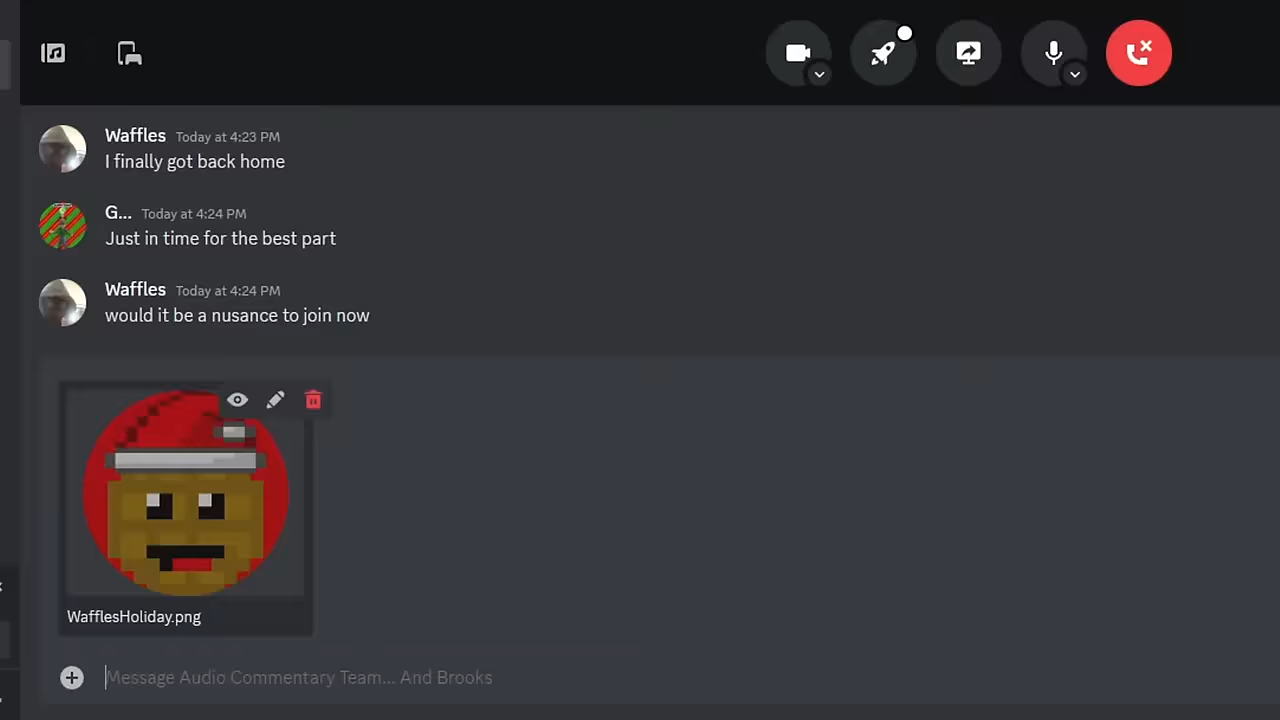 Waffles Today at 4:23 PM
I finally got back home
G... Today at 4:24 PM
Just in time for the best part
Waffles Today at 4:24 PM
would it be a nusance to join now
WafflesHoliday.png
Message Audio Commentary Team... And Brooks